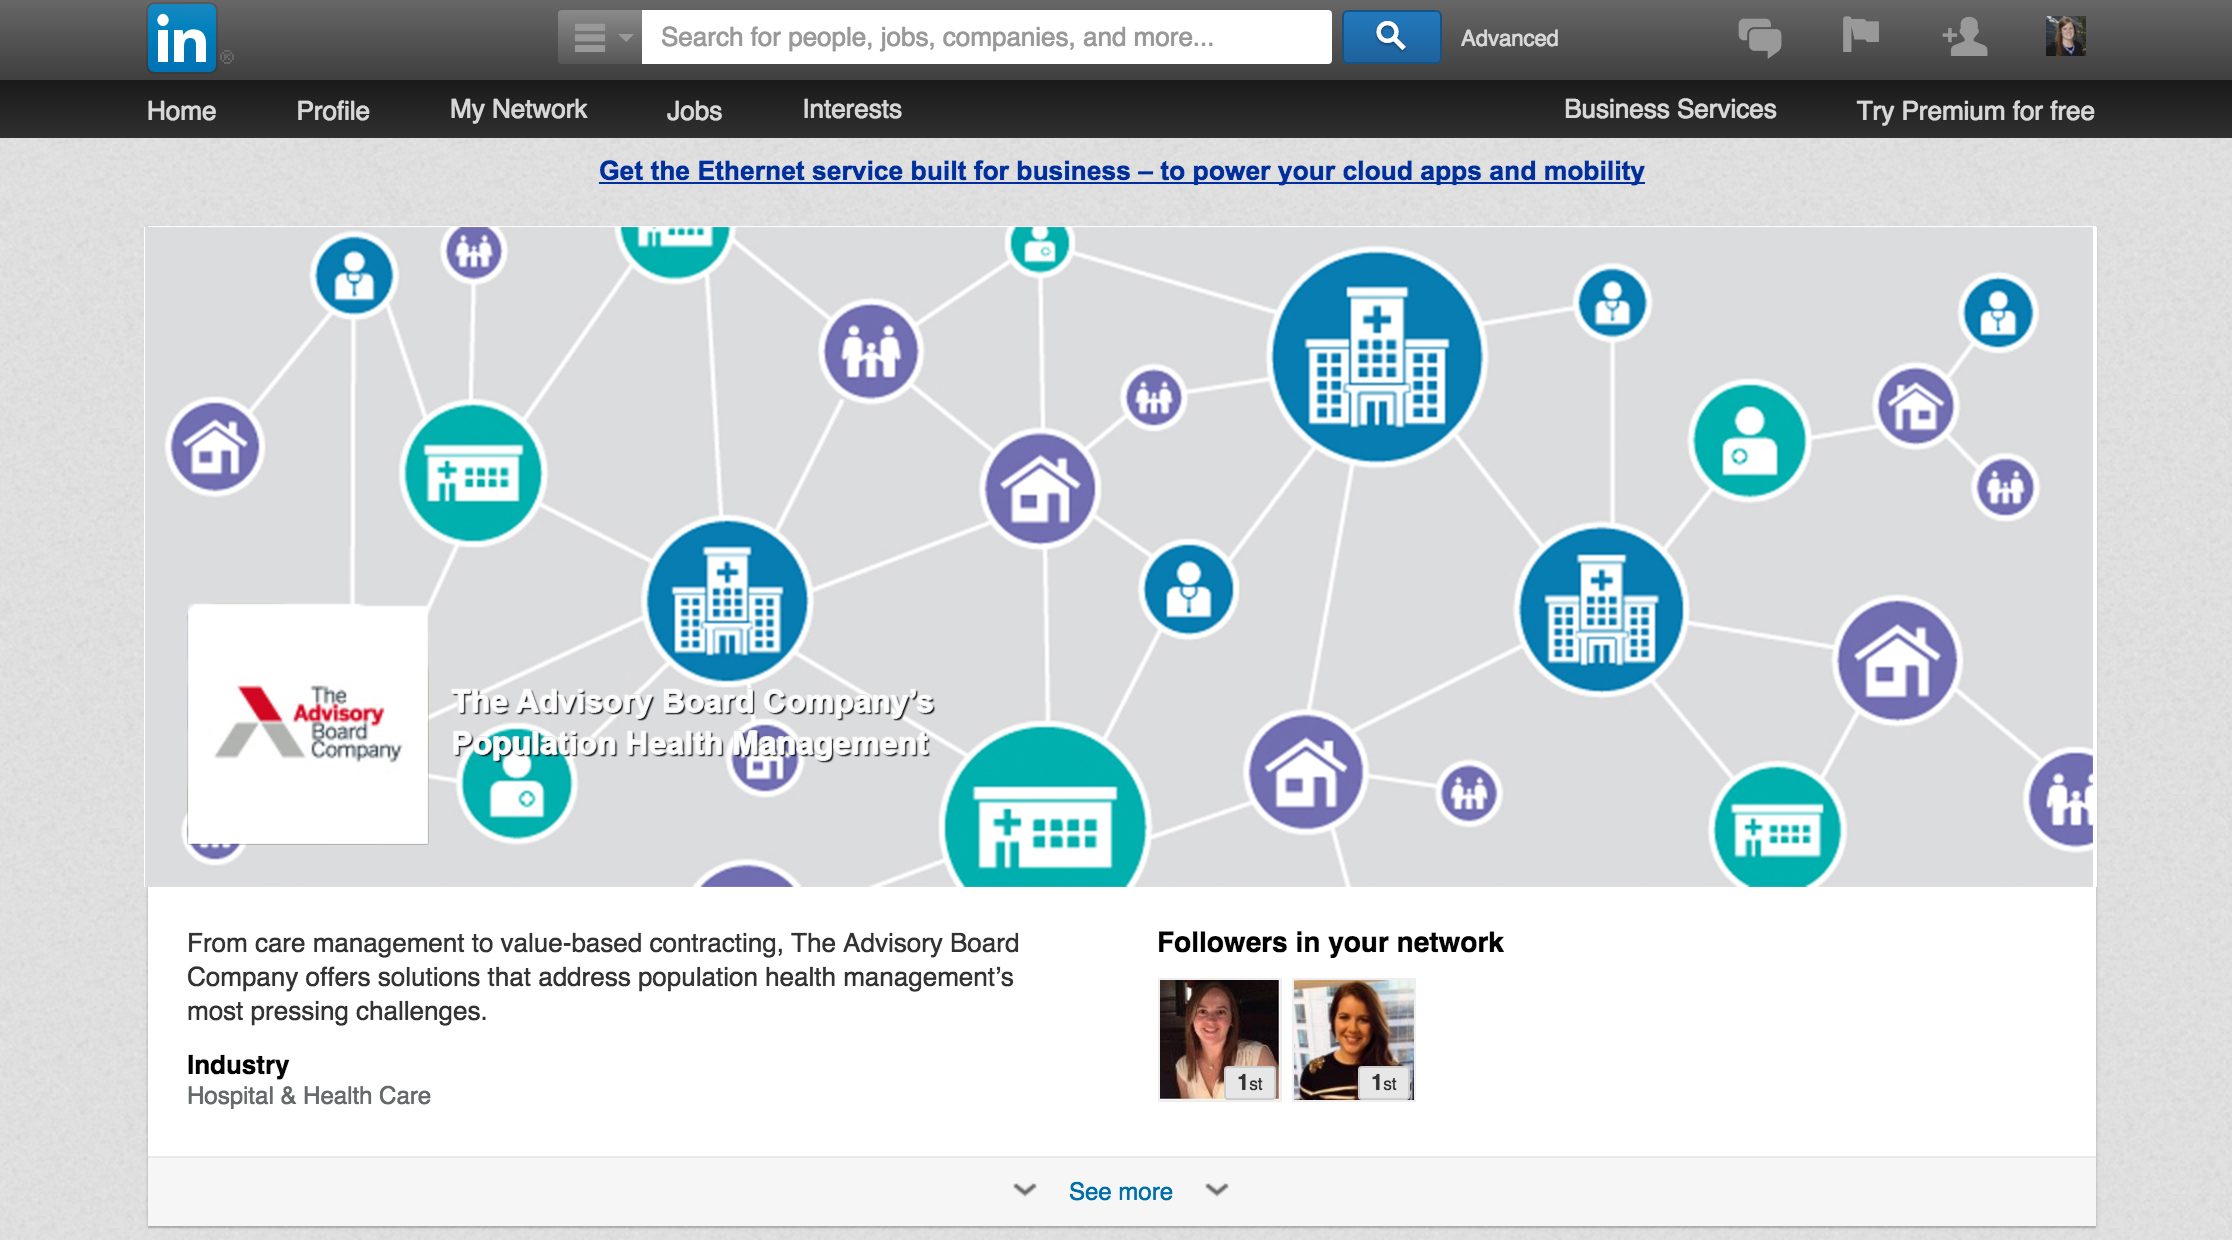 in ®
Search for people, jobs, companies, and more...
Advanced
Home
Profile
My Network
Jobs
Interests
Business Services
Try Premium for free
Get the Ethernet service built for business – to power your cloud apps and mobility
The
Advisory
Board
Company
The Advisory Board Company’s
Population Health Management
From care management to value-based contracting, The Advisory Board
Company offers solutions that address population health management’s
most pressing challenges.
Industry
Hospital & Health Care
Followers in your network
1st
1st
See more